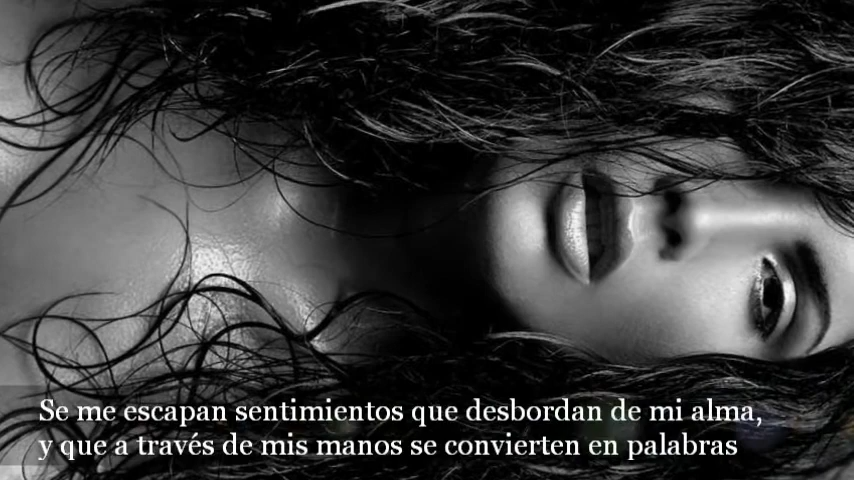 Se me escapan sentimientos que desbordan de mi alma,
y que a través de mis manos se convierten en palabras